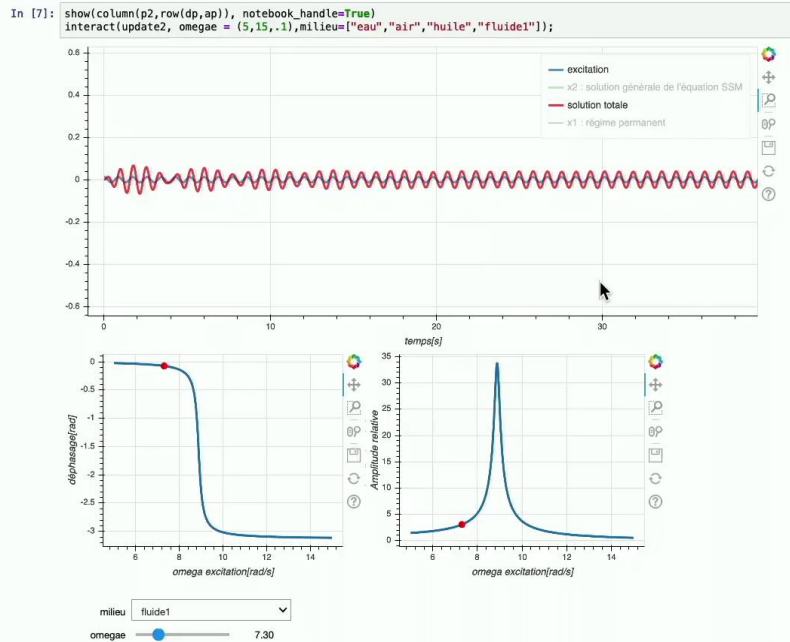 In [7]: show(column(p2,row(dp,ap)), notebook_handle=True)
interact(update2, omegae = (5,15,.1),milieu=["eau","air","huile","fluide1"]);
0.6
0.4
0.2
0
-0.2
-0.4
-0.6
excitation
x2 : solution générale de l'équation SSM
solution totale
x1 : régime permanent
0 10 20 30
temps[s]
0
-0.5
-1
-1.5
-2
-2.5
-3
déphasage[rad]
6 8 10 12 14
omega excitation[rad/s]
35
30
25
20
15
10
5
0
Amplitude relative
6 8 10 12 14
omega excitation[rad/s]
milieu fluide1
omegae 7.30